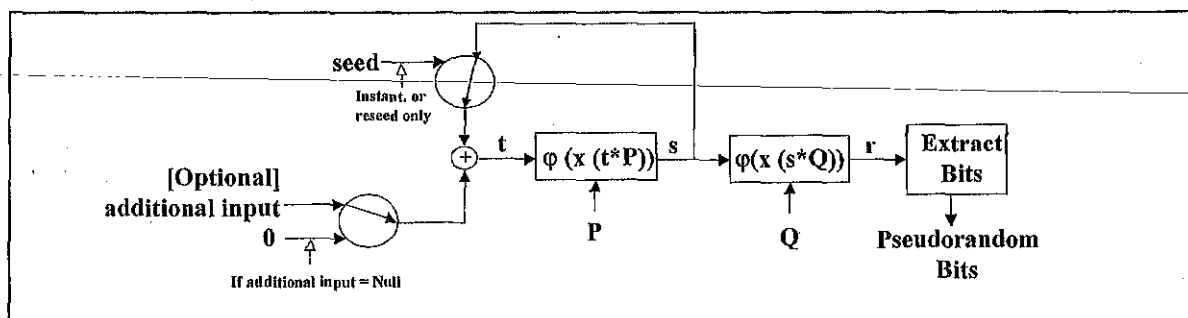 seed
Instant. or
reseed only
[Optional]
additional input
0
If additional input = Null
+
t
φ (x (t*P))
s
φ(x (s*Q))
r
Extract
Bits
P
Q
Pseudorandom
Bits